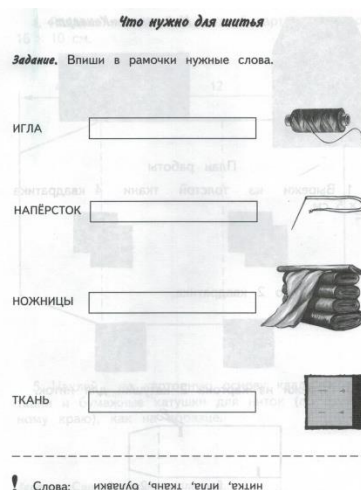 Что нужно для шитья
Задание. Впиши в рамочки нужные слова.
ИГЛА
НАПЁРСТОК
НОЖНИЦЫ
ТКАНЬ
! Слова: нитка, игла, ткань, булавки